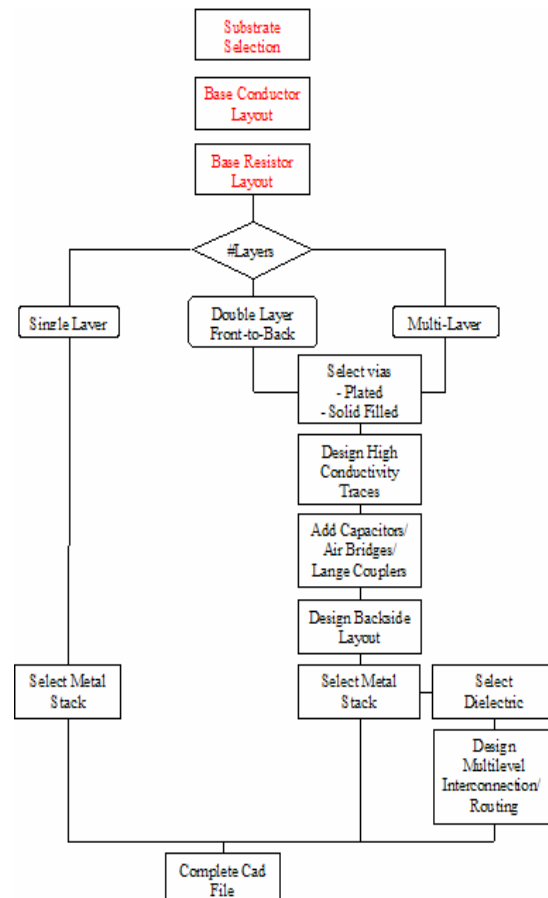 Substrate
Selection
Base Conductor
Layout
Base Resistor
Layout
#Layers
Single Layer
Double Layer
Front-to-Back
Multi-Layer
Select vias
- Plated
- Solid Filled
Design High
Conductivity
Traces
Add Capacitors/
Air Bridges/
Lange Couplers
Design Backside
Layout
Select Metal
Stack
Select Metal
Stack
Select
Dielectric
Design
Multilevel
Interconnection/
Routing
Complete Cad
File